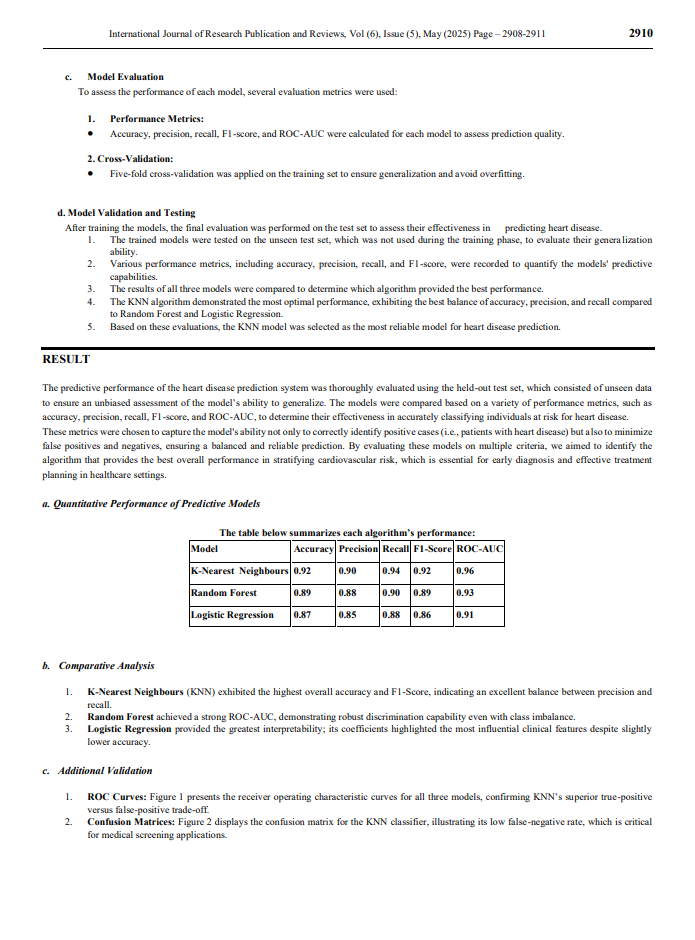 International Journal of Research Publication and Reviews, Vol (6), Issue (5), May (2025) Page – 2908-2911 2910
c. Model Evaluation
To assess the performance of each model, several evaluation metrics were used:
1. Performance Metrics:
● Accuracy, precision, recall, F1-score, and ROC-AUC were calculated for each model to assess prediction quality.
2. Cross-Validation:
● Five-fold cross-validation was applied on the training set to ensure generalization and avoid overfitting.
d. Model Validation and Testing
After training the models, the final evaluation was performed on the test set to assess their effectiveness in predicting heart disease.
1. The trained models were tested on the unseen test set, which was not used during the training phase, to evaluate their generalization
ability.
2. Various performance metrics, including accuracy, precision, recall, and F1-score, were recorded to quantify the models' predictive
capabilities.
3. The results of all three models were compared to determine which algorithm provided the best performance.
4. The KNN algorithm demonstrated the most optimal performance, exhibiting the best balance of accuracy, precision, and recall compared
to Random Forest and Logistic Regression.
5. Based on these evaluations, the KNN model was selected as the most reliable model for heart disease prediction.
RESULT
The predictive performance of the heart disease prediction system was thoroughly evaluated using the held-out test set, which consisted of unseen data
to ensure an unbiased assessment of the model's ability to generalize. The models were compared based on a variety of performance metrics, such as
accuracy, precision, recall, F1-score, and ROC-AUC, to determine their effectiveness in accurately classifying individuals at risk for heart disease.
These metrics were chosen to capture the model's ability not only to correctly identify positive cases (i.e., patients with heart disease) but also to minimize
false positives and negatives, ensuring a balanced and reliable prediction. By evaluating these models on multiple criteria, we aimed to identify the
algorithm that provides the best overall performance in stratifying cardiovascular risk, which is essential for early diagnosis and effective treatment
planning in healthcare settings.
a. Quantitative Performance of Predictive Models
The table below summarizes each algorithm's performance:
Model Accuracy Precision Recall F1-Score ROC-AUC
K-Nearest Neighbours 0.92 0.90 0.94 0.92 0.96
Random Forest 0.89 0.88 0.90 0.89 0.93
Logistic Regression 0.87 0.85 0.88 0.86 0.91
b. Comparative Analysis
1. K-Nearest Neighbours (KNN) exhibited the highest overall accuracy and F1-Score, indicating an excellent balance between precision and
recall.
2. Random Forest achieved a strong ROC-AUC, demonstrating robust discrimination capability even with class imbalance.
3. Logistic Regression provided the greatest interpretability; its coefficients highlighted the most influential clinical features despite slightly
lower accuracy.
c. Additional Validation
1. ROC Curves: Figure 1 presents the receiver operating characteristic curves for all three models, confirming KNN's superior true-positive
versus false-positive trade-off.
2. Confusion Matrices: Figure 2 displays the confusion matrix for the KNN classifier, illustrating its low false-negative rate, which is critical
for medical screening applications.